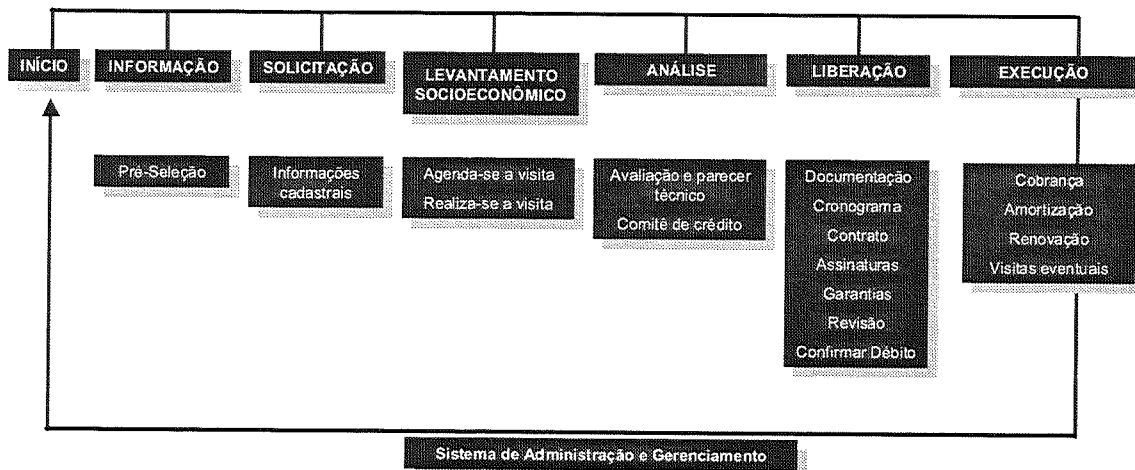 INÍCIO
INFORMAÇÃO
SOLICITAÇÃO
LEVANTAMENTO
SOCIOECONÔMICO
ANÁLISE
LIBERAÇÃO
EXECUÇÃO
Pré-Seleção
Informações
cadastrais
Agenda-se a visita
Realiza-se a visita
Avaliação e parecer
técnico
Comitê de crédito
Documentação
Cronograma
Contrato
Assinaturas
Garantias
Revisão
Confirmar Débito
Cobrança
Amortização
Renovação
Visitas eventuais
Sistema de Administração e Gerenciamento